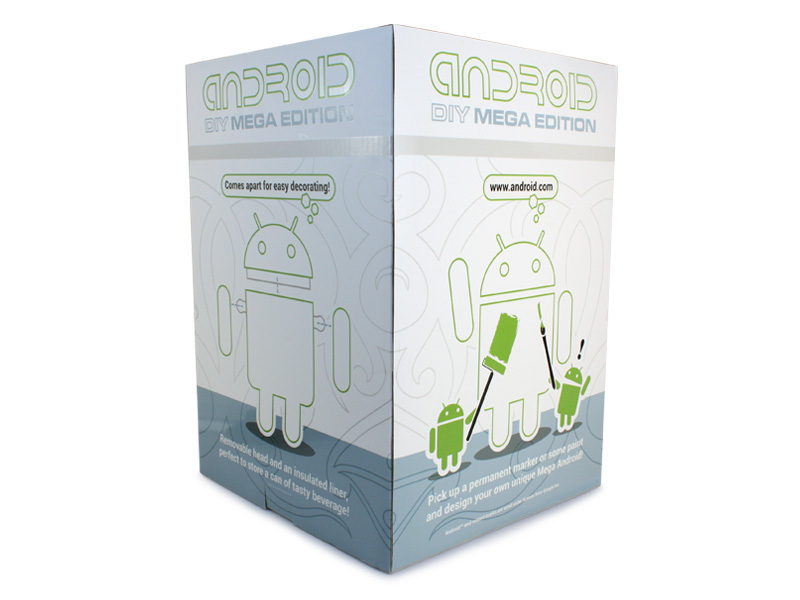 ANDROID
DIY MEGA EDITION
Comes apart for easy decorating!
Removable head and an insulated liner,
perfect to store a can of tasty beverage!
ANDROID
DIY MEGA EDITION
www.android.com
!
Pick up a permanent marker or some paint
and design your own unique Mega Android!